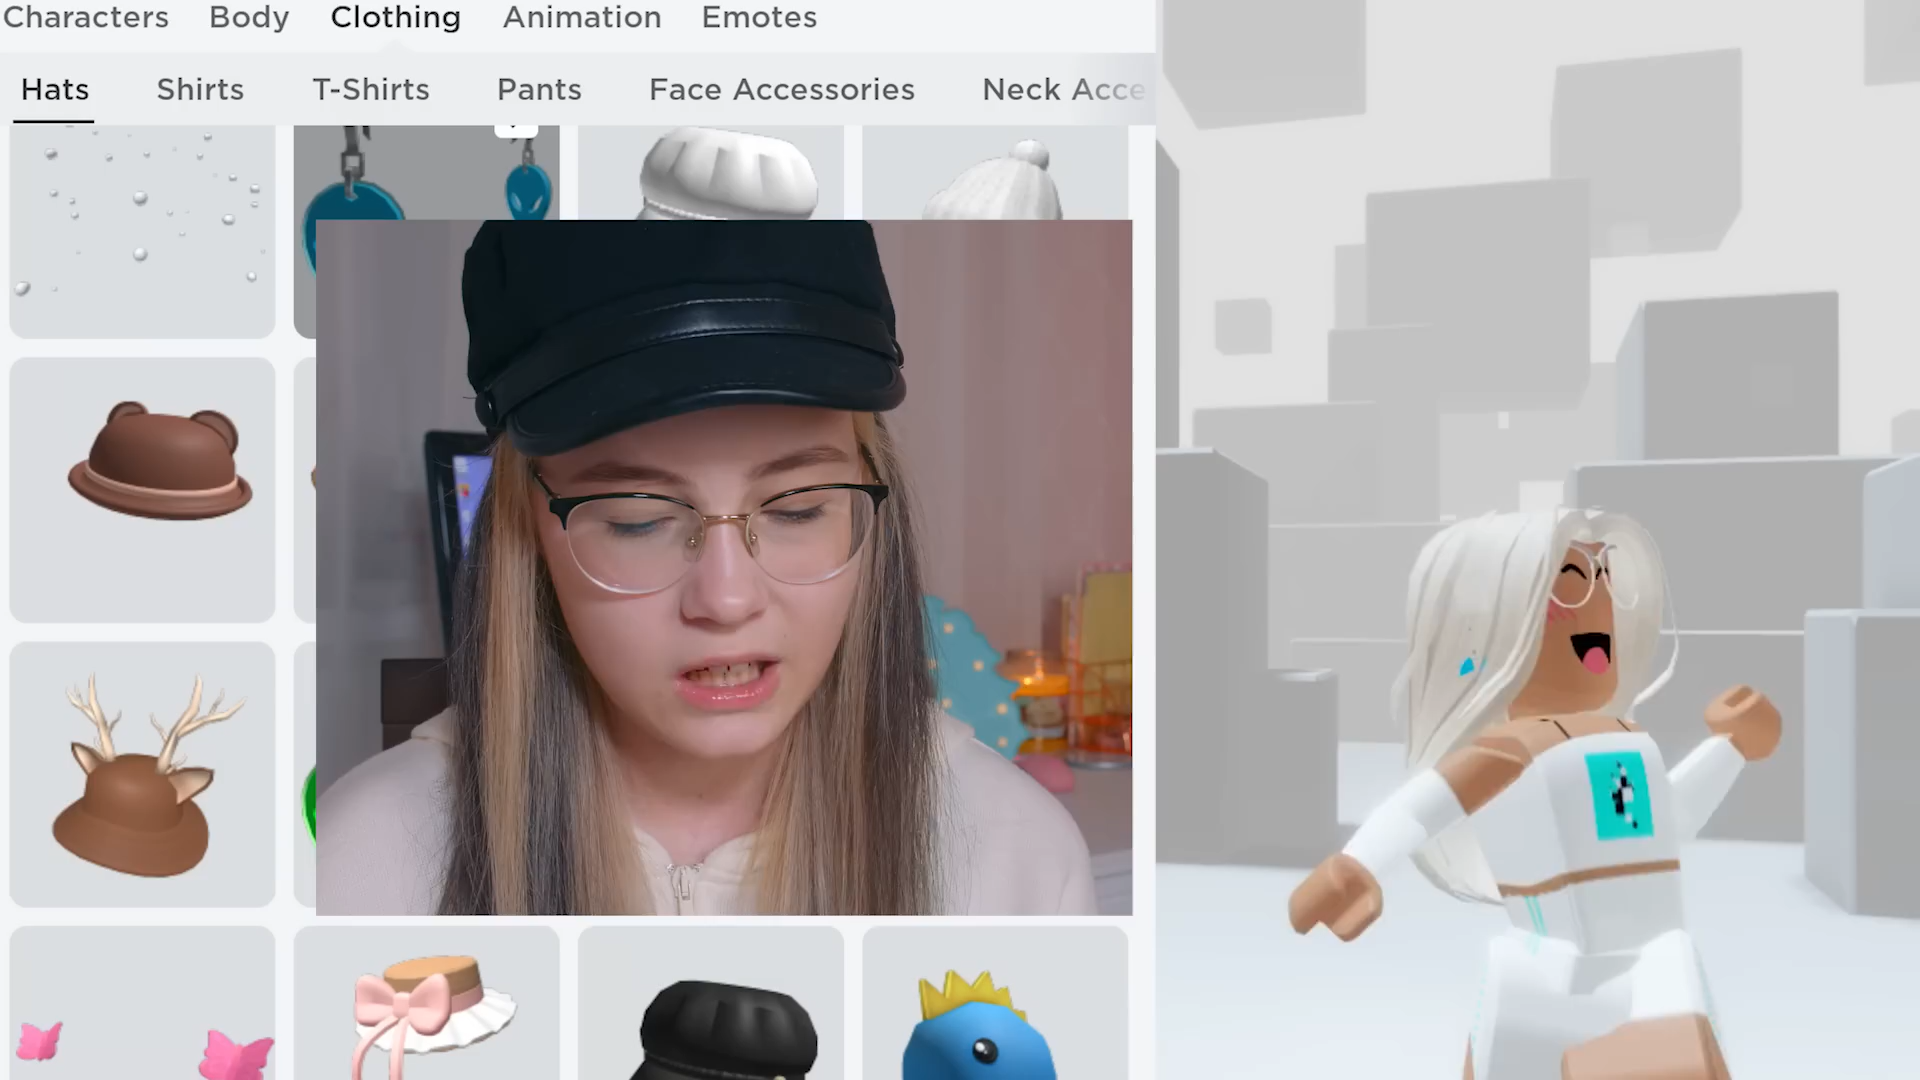 Characters Body Clothing Animation Emotes
Hats Shirts T-Shirts Pants Face Accessories Neck Acce